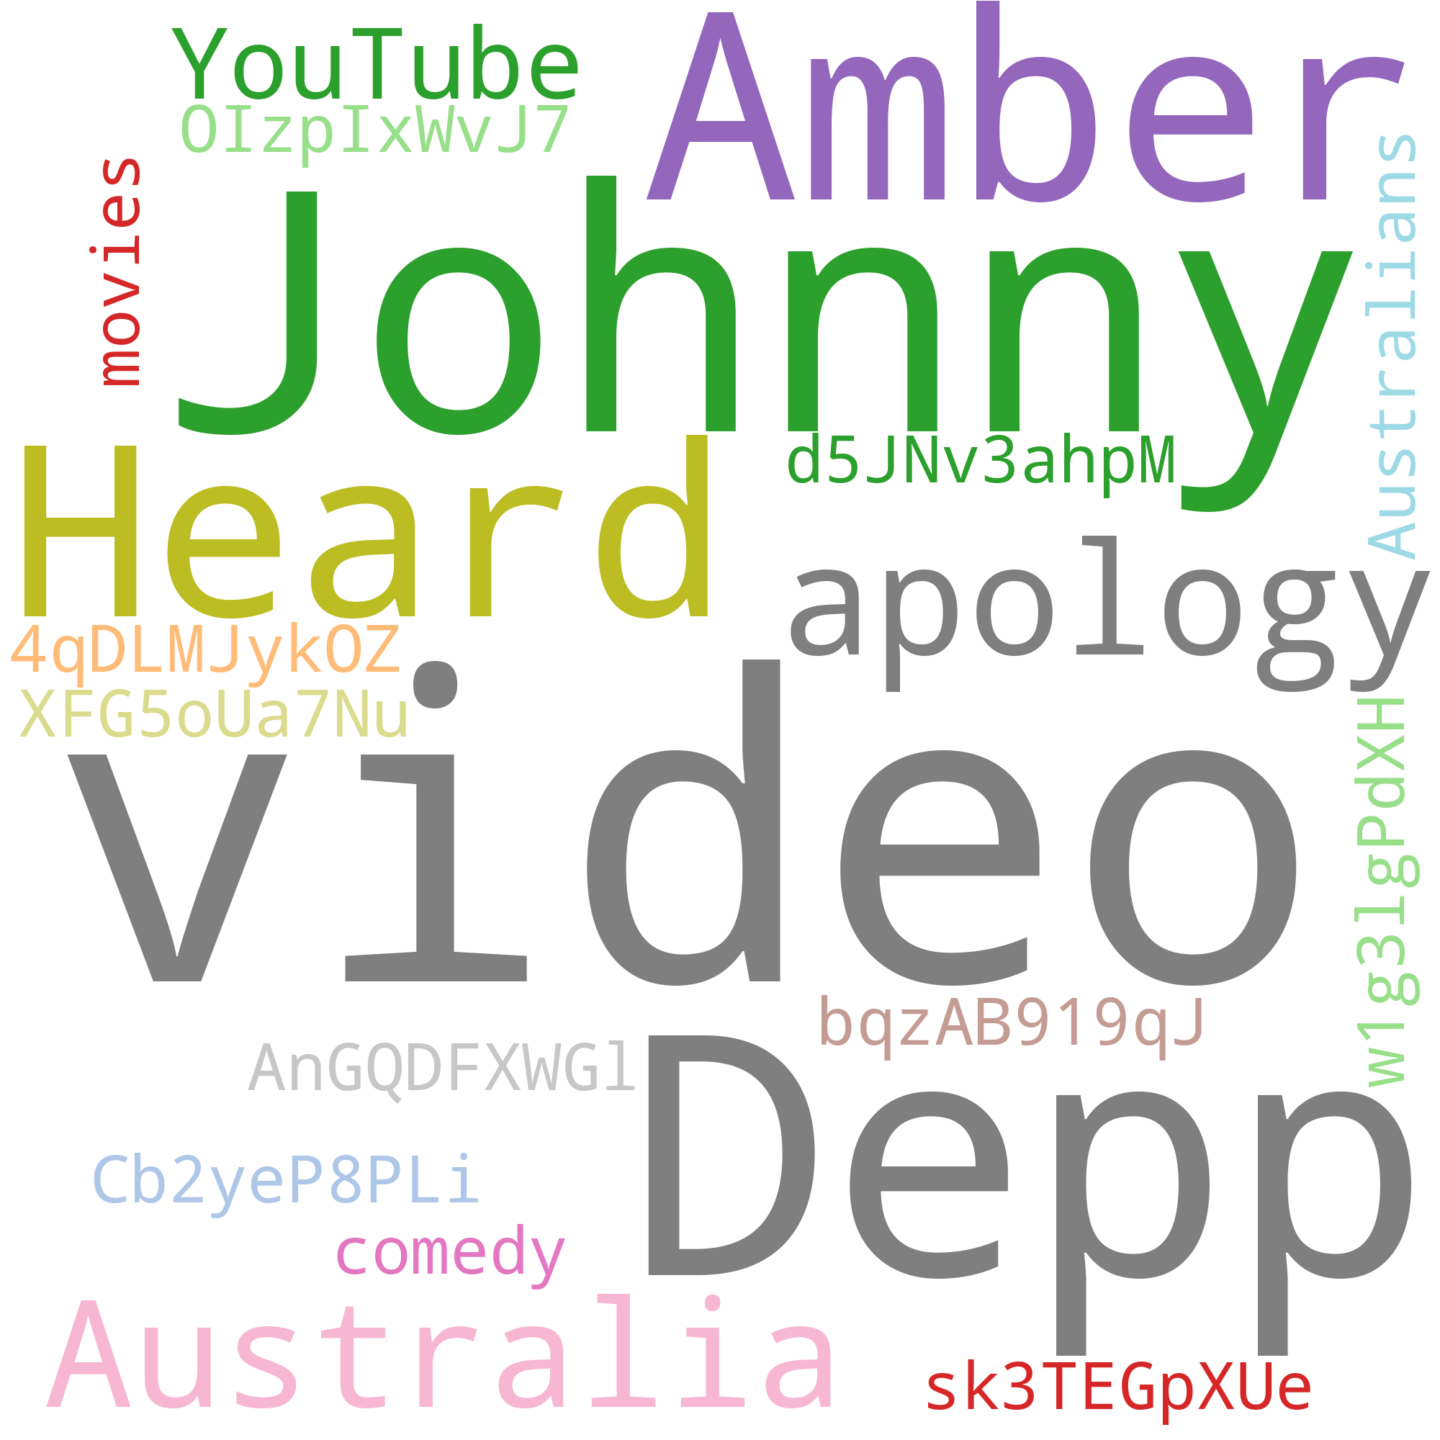 YouTube
Amber
OIzpIxWvJ7
movies
Johnny
Australians
Heard
d5JNv3ahpM
apology
4qDLMJykOZ
XFG5oUa7Nu
video
w1g3lgPdXH
bqzAB919qJ
AnGQDFXWGl
Depp
Cb2yeP8PLi
comedy
Australia
sk3TEGpXUe